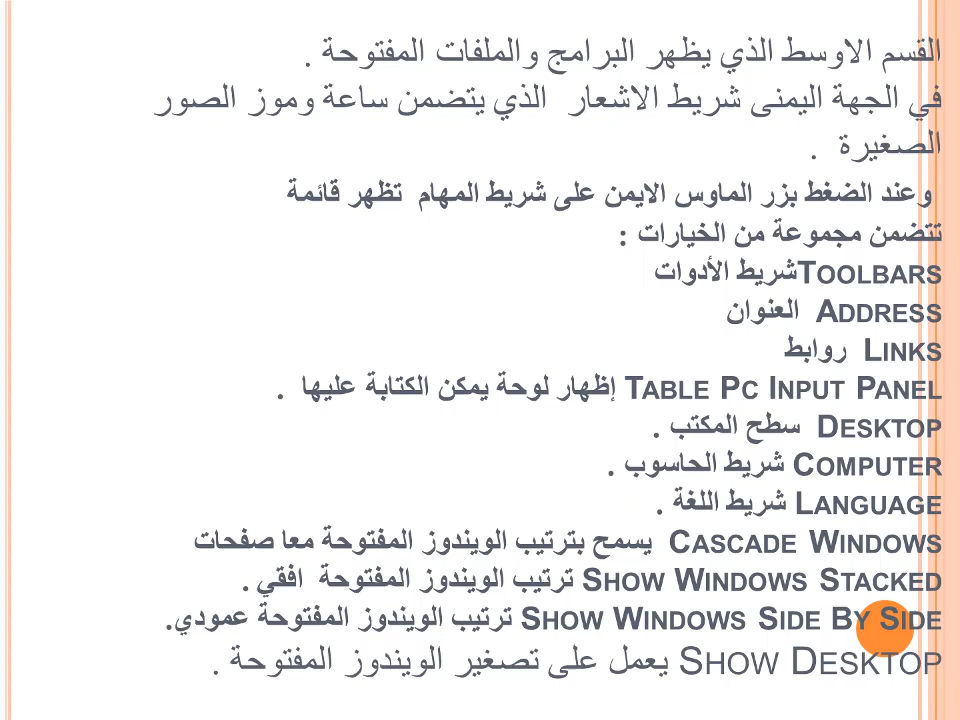 القسم الاوسط الذي يظهر البرامج والملفات المفتوحة .
في الجهة اليمنى شريط الاشعار الذي يتضمن ساعة وموز الصور
الصغيرة .
وعند الضغط بزر الماوس الايمن على شريط المهام تظهر قائمة
تتضمن مجموعة من الخيارات :
TOOLBARSشريط الأدوات
ADDRESS العنوان
LINKS روابط
TABLE PC INPUT PANEL إظهار لوحة يمكن الكتابة عليها .
DESKTOP سطح المكتب .
COMPUTER شريط الحاسوب .
LANGUAGE شريط اللغة .
CASCADE WINDOWS يسمح بترتيب الويندوز المفتوحة معا صفحات
SHOW WINDOWS STACKED ترتيب الويندوز المفتوحة افقي .
SHOW WINDOWS SIDE BY SIDE ترتيب الويندوز المفتوحة عمودي.
SHOW DESKTOP يعمل على تصغير الويندوز المفتوحة .